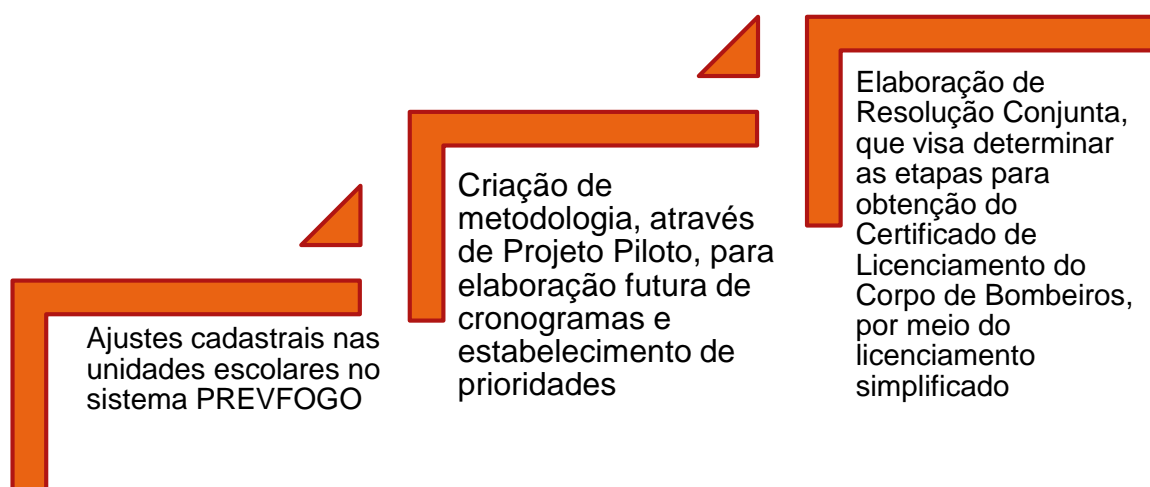 Ajustes cadastrais nas
unidades escolares no
sistema PREVFOGO
Criação de
metodologia, através
de Projeto Piloto, para
elaboração futura de
cronogramas e
estabelecimento de
prioridades
Elaboração de
Resolução Conjunta,
que visa determinar
as etapas para
obtenção do
Certificado de
Licenciamento do
Corpo de Bombeiros,
por meio do
licenciamento
simplificado